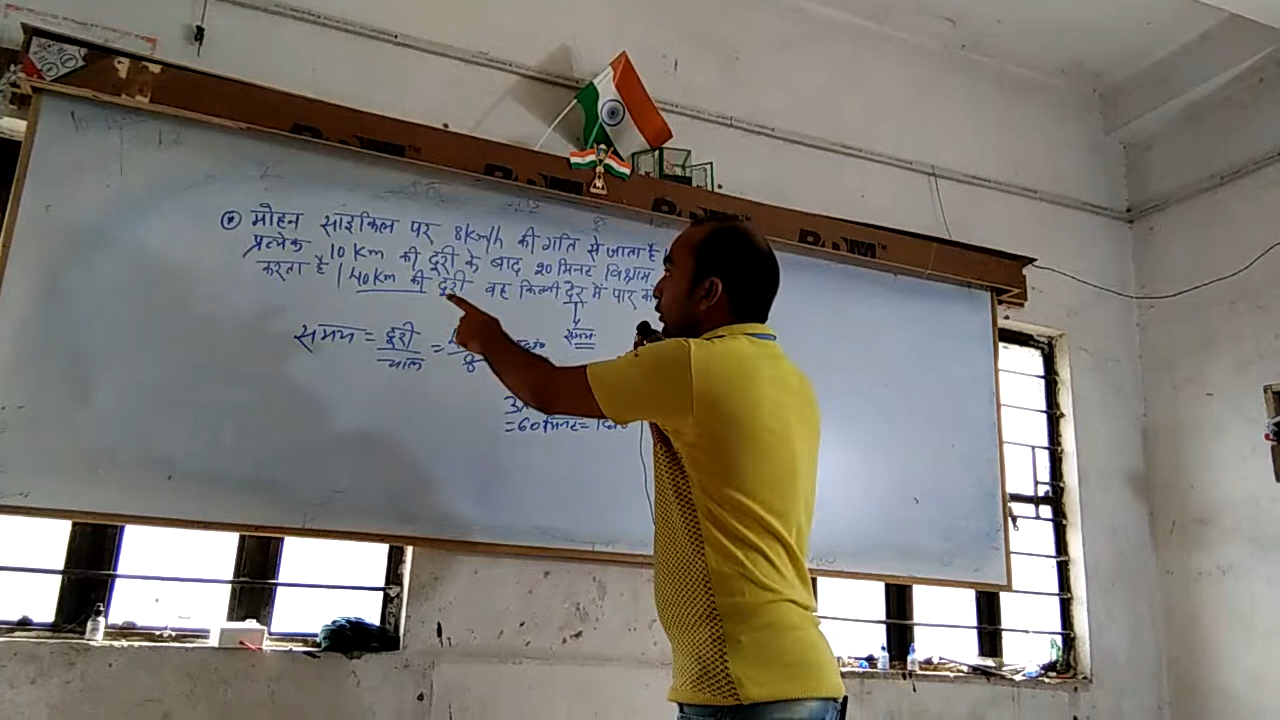 मोहन साइकिल पर 8km/h की गति से जाता है
प्रत्येक 10 Km की दूरी के बाद 20 मिनट विश्राम
करता है | 40 Km की दूरी वह कितनी देर में पार
समय
समय = दूरी/चाल = /8
= 60 मिनट =